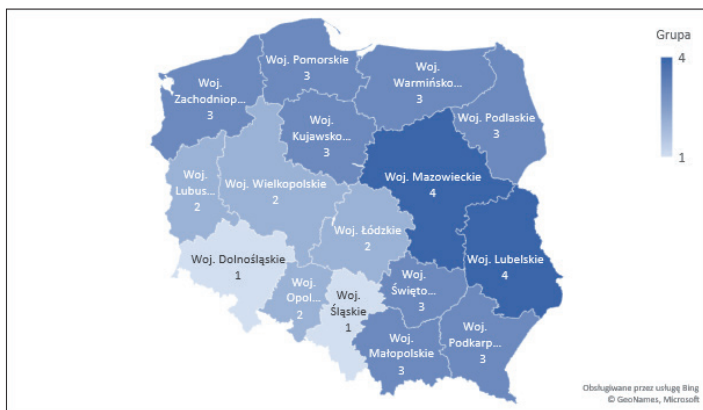 Grupa
4
1
Woj. Pomorskie
3
Woj.
Zachodniop...
3
Woj.
Warmińsko...
3
Woj.
Kujawsko...
3
Woj. Podlaskie
3
Woj. Mazowieckie
4
Woj.
Lubus...
2
Woj. Wielkopolskie
2
Woj. Łódzkie
2
Woj. Dolnośląskie
1
Woj. Lubelskie
4
Woj.
Opol...
2
Woj.
Śląskie
1
Woj.
Święto...
3
Woj.
Małopolskie
3
Woj.
Podkarp...
3
Obsługiwane przez usługę Bing
© GeoNames, Microsoft